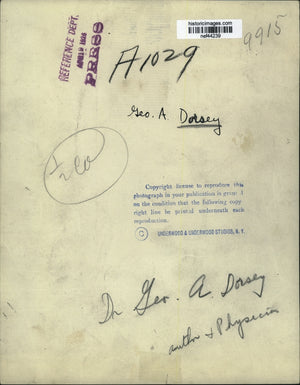 historicimages.com
nef44239
REFERENCE DEPT.
PRESS
A1029
9915
Geo. A. Dorsey
Copyright license to reproduce this
photograph in your publication is given
on the condition that the following copy
right line be printed underneath each
reproduction.
C UNDERWOOD & UNDERWOOD STUDIOS, N. Y.
Dr Geo. A Dorsey
author + Physecian